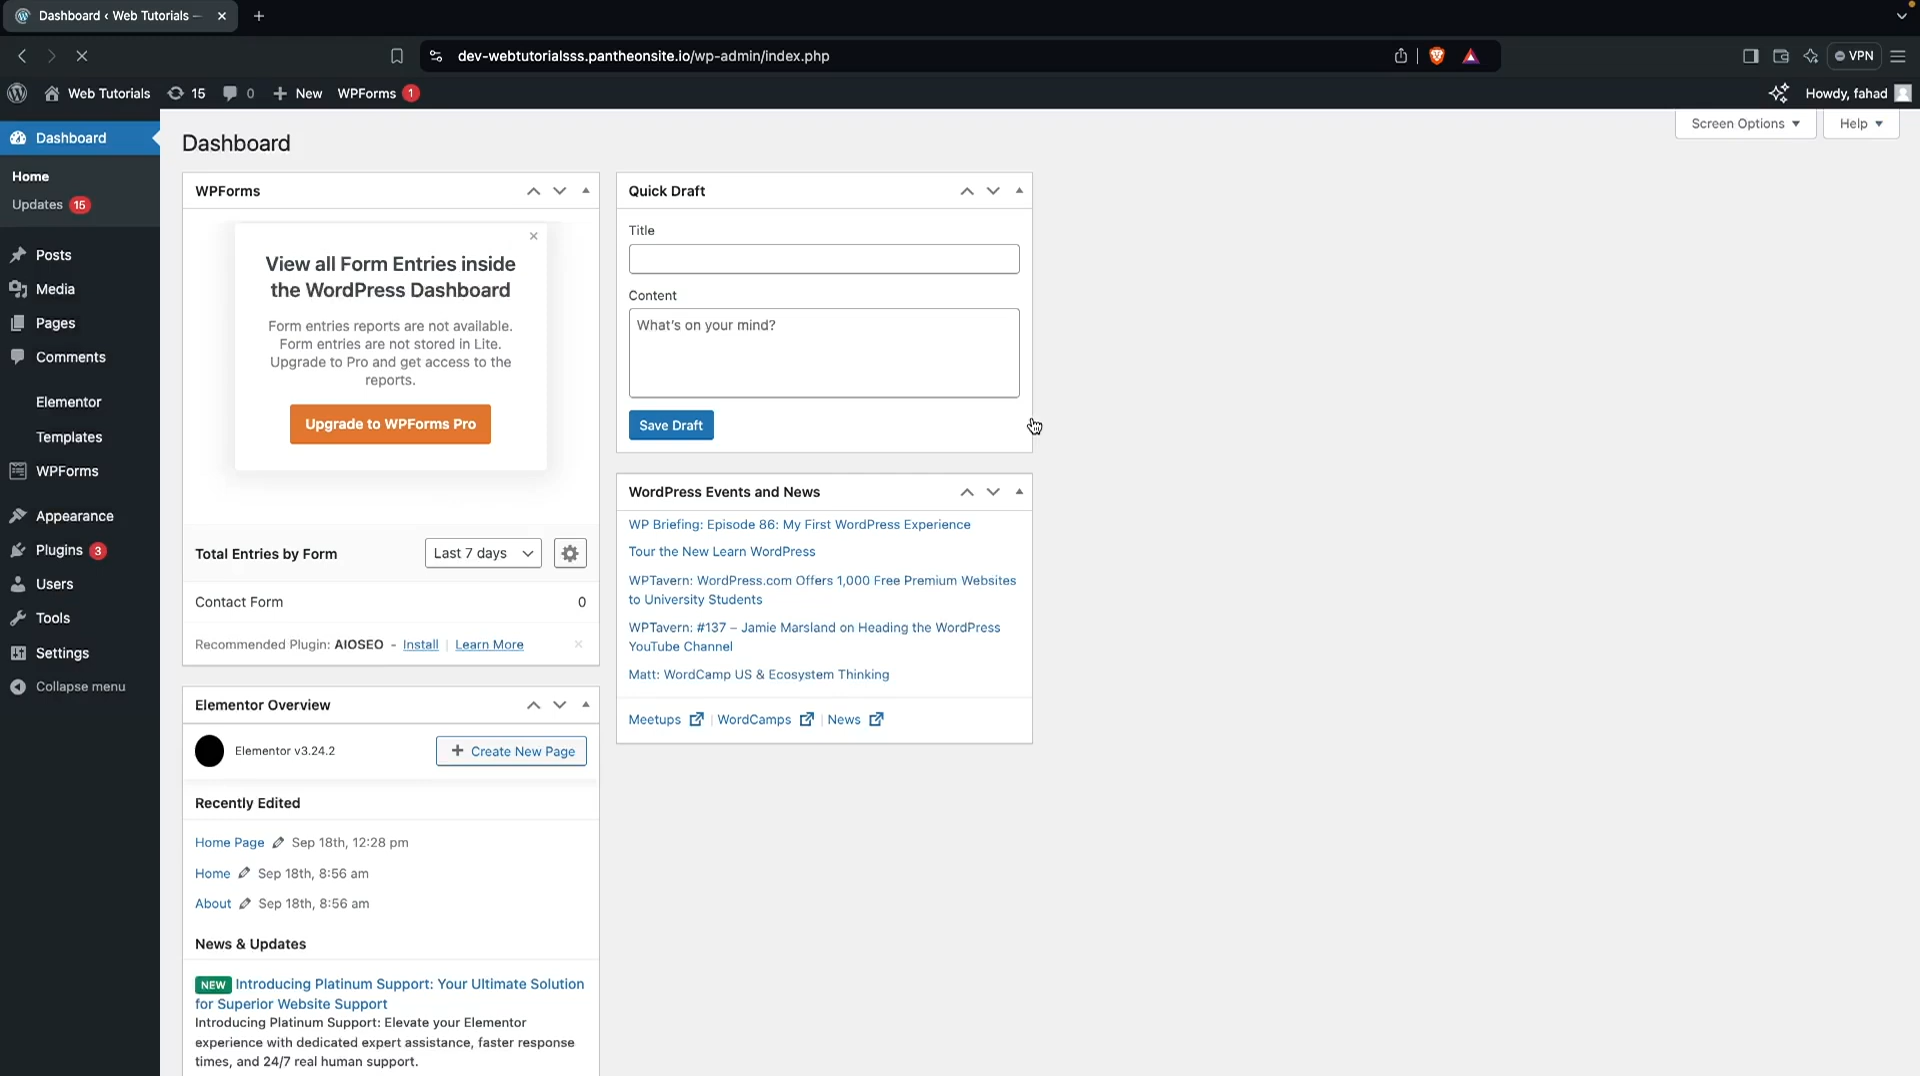 Dashboard ‹ Web Tutorials —
dev-webtutorialsss.pantheonsite.io/wp-admin/index.php
VPN
Web Tutorials
15
0
New
WPForms
1
Howdy, fahad
Dashboard
Home
Updates 15
Posts
Media
Pages
Comments
Elementor
Templates
WPForms
Appearance
Plugins 3
Users
Tools
Settings
Collapse menu
Screen Options
Help
Dashboard
WPForms
View all Form Entries inside
the WordPress Dashboard
Form entries reports are not available.
Form entries are not stored in Lite.
Upgrade to Pro and get access to the
reports.
Upgrade to WPForms Pro
Total Entries by Form
Last 7 days
Contact Form
0
Recommended Plugin: AIOSEO - Install | Learn More
Elementor Overview
Elementor v3.24.2
Create New Page
Recently Edited
Home Page Sep 18th, 12:28 pm
Home Sep 18th, 8:56 am
About Sep 18th, 8:56 am
News & Updates
NEW Introducing Platinum Support: Your Ultimate Solution
for Superior Website Support
Introducing Platinum Support: Elevate your Elementor
experience with dedicated expert assistance, faster response
times, and 24/7 real human support.
Quick Draft
Title
Content
What's on your mind?
Save Draft
WordPress Events and News
WP Briefing: Episode 86: My First WordPress Experience
Tour the New Learn WordPress
WPTavern: WordPress.com Offers 1,000 Free Premium Websites
to University Students
WPTavern: #137 – Jamie Marsland on Heading the WordPress
YouTube Channel
Matt: WordCamp US & Ecosystem Thinking
Meetups | WordCamps | News